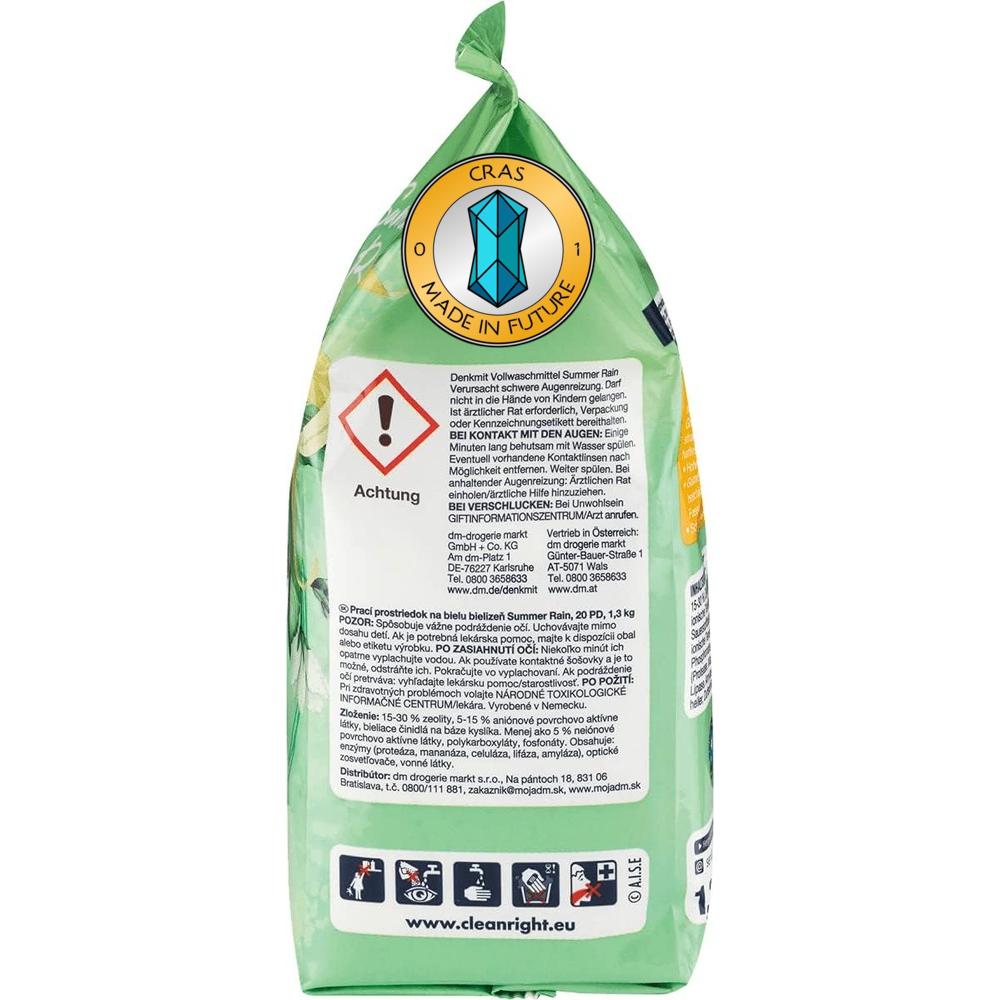 CRAS
0 1
MADE IN FUTURE
Denkmit Vollwaschmittel Summer Rain
Verursacht schwere Augenreizung. Darf
nicht in die Hände von Kindern gelangen.
Ist ärztlicher Rat erforderlich, Verpackung
oder Kennzeichnungsetikett bereithalten.
BEI KONTAKT MIT DEN AUGEN: Einige
Minuten lang behutsam mit Wasser spülen.
Eventuell vorhandene Kontaktlinsen nach
Möglichkeit entfernen. Weiter spülen. Bei
anhaltender Augenreizung: Ärztlichen Rat
einholen/ärztliche Hilfe hinzuziehen.
BEI VERSCHLUCKEN: Bei Unwohlsein
GIFTINFORMATIONSZENTRUM/Arzt anrufen.
Achtung
dm-drogerie markt
GmbH + Co. KG
Am dm-Platz 1
DE-76227 Karlsruhe
Tel. 0800 3658633
www.dm.de/denkmit
Vertrieb in Österreich:
dm drogerie markt
Günter-Bauer-Straße 1
AT-5071 Wals
Tel. 0800 3658633
www.dm.at
SK Prací prostriedok na bielu bielizeň Summer Rain, 20 PD, 1,3 kg
POZOR: Spôsobuje vážne podráždenie očí. Uchovávajte mimo
dosahu detí. Ak je potrebná lekárska pomoc, majte k dispozícii obal
alebo etiketu výrobku. PO ZASIAHNUTÍ OČÍ: Niekoľko minút ich
opatrne vyplachujte vodou. Ak používate kontaktné šošovky a je to
možné, odstráňte ich. Pokračujte vo vyplachovaní. Ak podráždenie
očí pretrváva: vyhľadajte lekársku pomoc/starostlivosť. PO POŽITÍ:
Pri zdravotných problémoch volajte NÁRODNÉ TOXIKOLOGICKÉ
INFORMAČNÉ CENTRUM/lekára. Vyrobené v Nemecku.
Zloženie: 15-30 % zeolity, 5-15 % aniónové povrchovo aktívne
látky, bieliace činidlá na báze kyslíka. Menej ako 5 % neiónové
povrchovo aktívne látky, polykarboxyláty, fosfonáty. Obsahuje:
enzýmy (proteáza, mananáza, celuláza, lifáza, amyláza), optické
zosvetľovače, vonné látky.
Distribútor: dm drogerie markt s.r.o., Na pántoch 18, 831 06
Bratislava, t.č. 0800/111 881, zakaznik@mojadm.sk www.mojadm.sk
© A.I.S.E
www.cleanright.eu